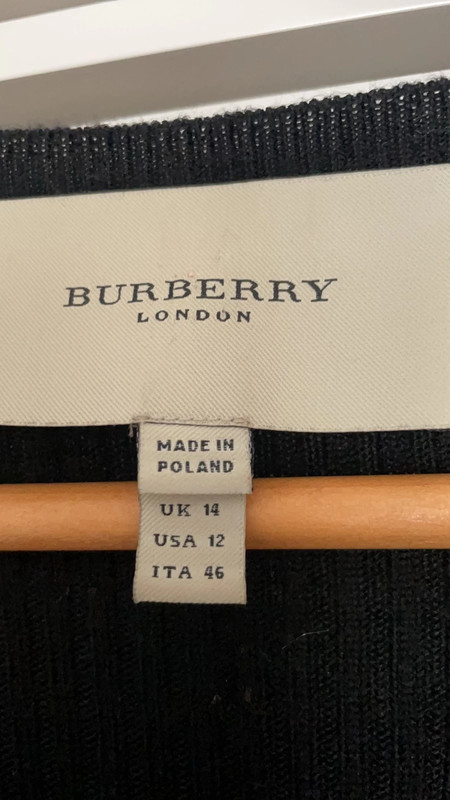 BURBERRY
LONDON
MADE IN
POLAND
UK 14
USA 12
ITA 46